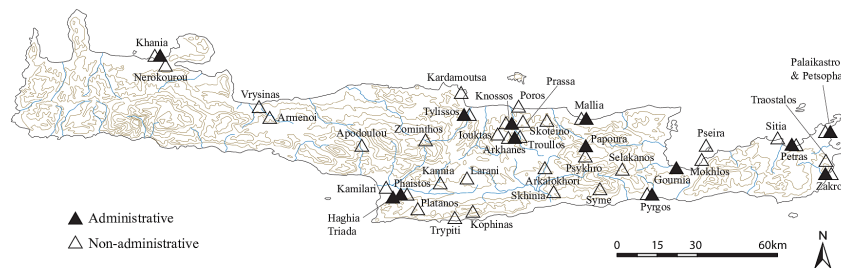 Khania
Nerokourou
Vrysinas
Armenoi
Apodoulou
Kardamoutsa
Tylissos
Zominthos
Knossos
Poros
Prassa
Iouktas
Arkhanes
Troullos
Skoteino
Mallia
Papoura
Psykhro
Selakanos
Pseira
Mokhlos
Gournia
Sitia
Petras
Traostalos
Palaikastro
& Petsopha
Zakro
Kamilari
Phaistos
Kannia
Larani
Arkalokhori
Skhinia
Syme
Pyrgos
Haghia
Triada
Platanos
Trypiti
Kophinas
Administrative
Non-administrative
0 15 30 60km
N